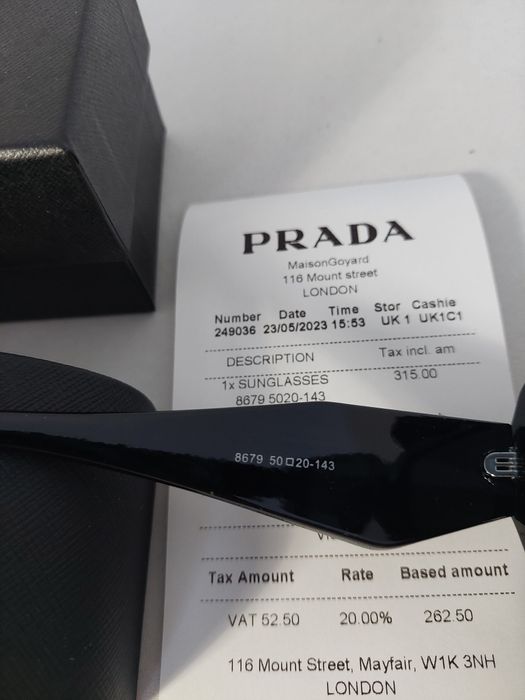 PRADA
MaisonGoyard
116 Mount street
LONDON
Number Date Time Stor Cashie
249036 23/05/2023 15:53 UK 1 UK1C1
DESCRIPTION Tax incl. am
1x SUNGLASSES 315.00
8679 5020-143
8679 50□20-143
Tax Amount Rate Based amount
VAT 52.50 20.00% 262.50
116 Mount Street, Mayfair, W1K 3NH
LONDON